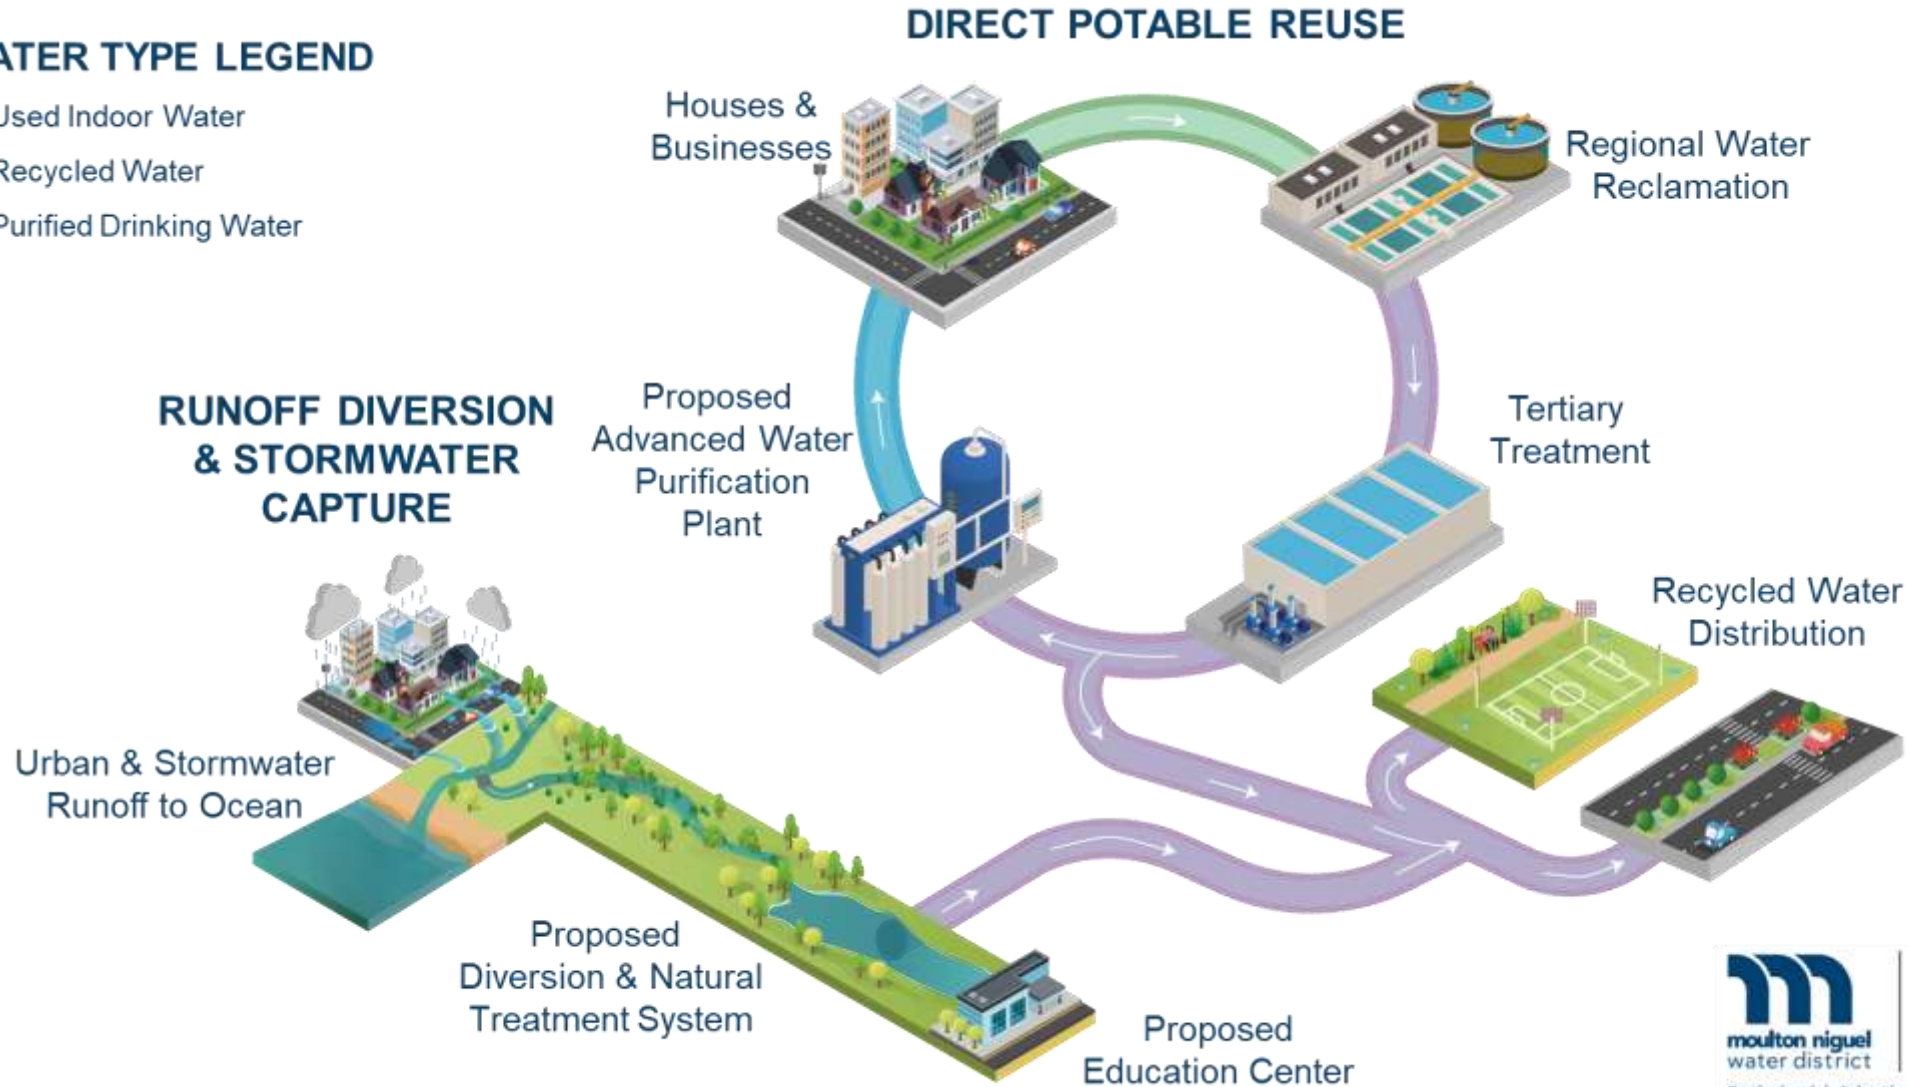 DIRECT POTABLE REUSE
ATER TYPE LEGEND
Used Indoor Water
Recycled Water
Purified Drinking Water
Houses &
Businesses
Regional Water
Reclamation
Proposed
Advanced Water
Purification
Plant
Tertiary
Treatment
RUNOFF DIVERSION
& STORMWATER
CAPTURE
Recycled Water
Distribution
Urban & Stormwater
Runoff to Ocean
Proposed
Diversion & Natural
Treatment System
Proposed
Education Center
moulton niguel
water district